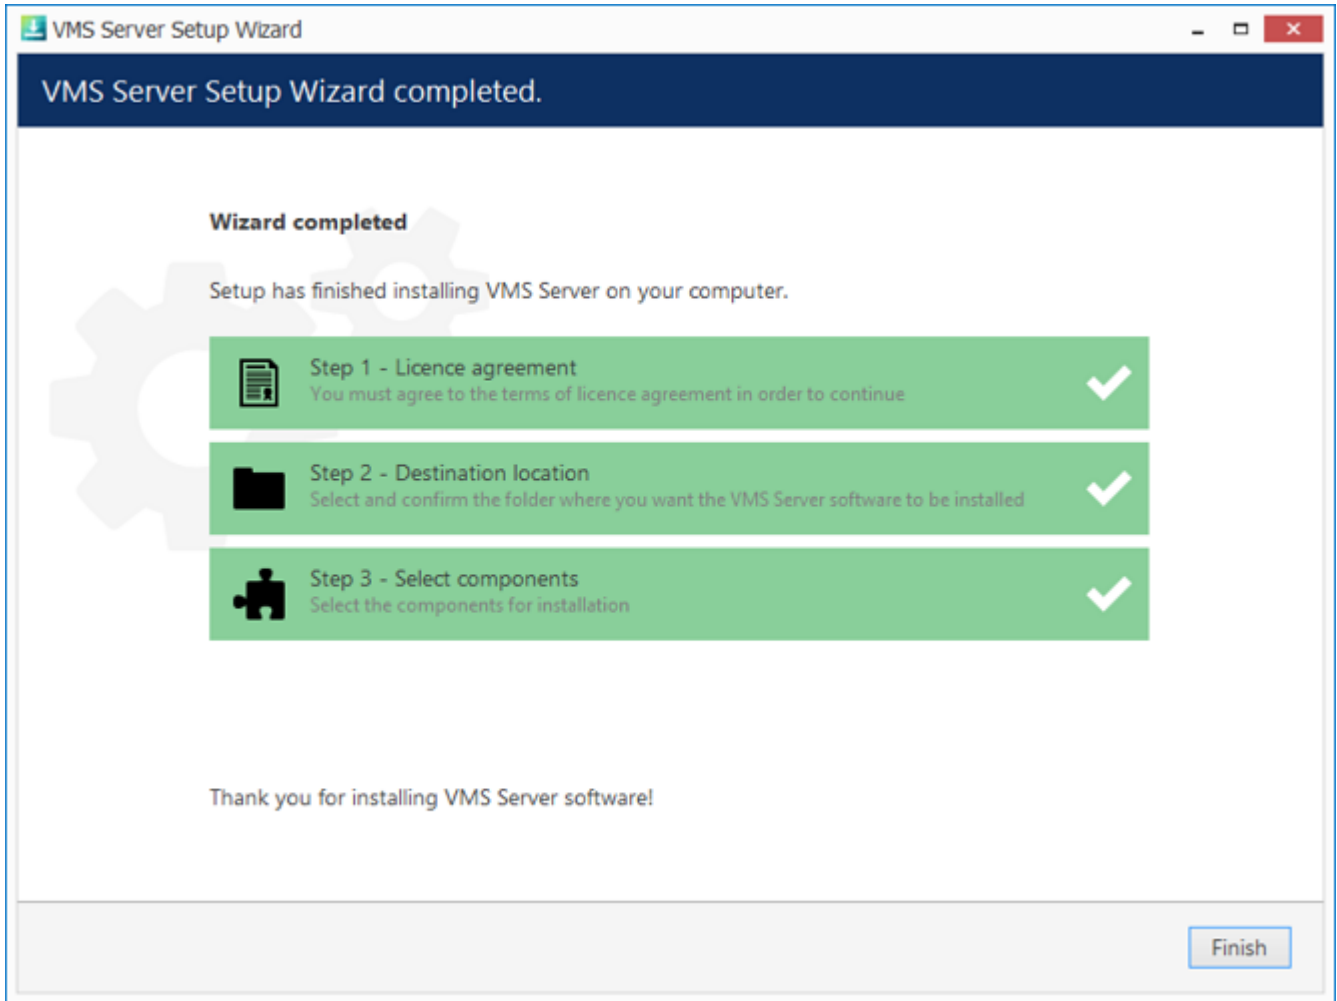 VMS Server Setup Wizard
VMS Server Setup Wizard completed.
Wizard completed
Setup has finished installing VMS Server on your computer.
Step 1 - Licence agreement
You must agree to the terms of licence agreement in order to continue
Step 2 - Destination location
Select and confirm the folder where you want the VMS Server software to be installed
Step 3 - Select components
Select the components for installation
Thank you for installing VMS Server software!
Finish